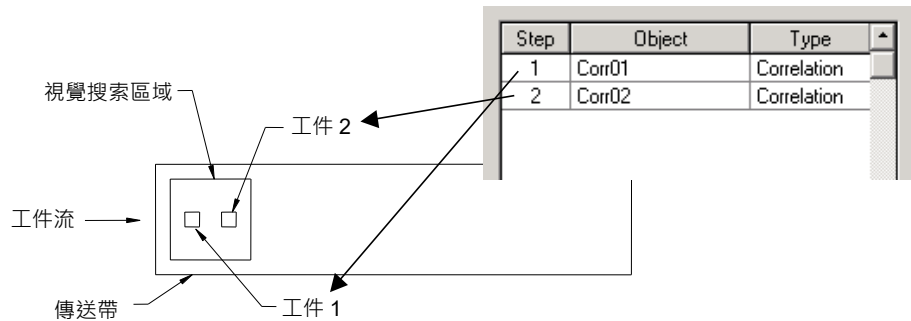 Step Object Type
1 Corr01 Correlation
2 Corr02 Correlation
視覺搜索區域
工件 2
工件流
傳送帶
工件 1